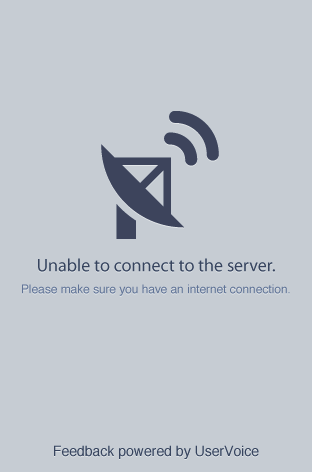 Unable to connect to the server.
Please make sure you have an internet connection.
Feedback powered by UserVoice